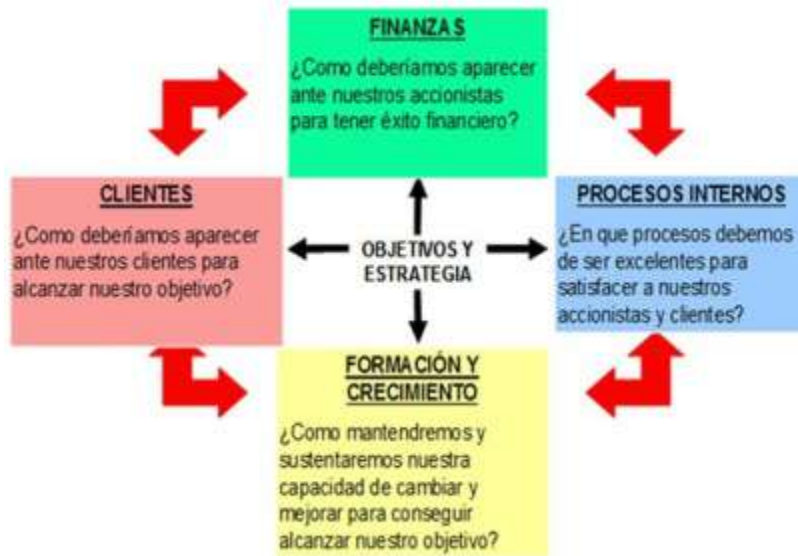 FINANZAS
¿Como deberíamos aparecer
ante nuestros accionistas
para tener éxito financiero?
CLIENTES
¿Como deberíamos aparecer
ante nuestros clientes para
alcanzar nuestro objetivo?
OBJETIVOS Y
ESTRATEGIA
PROCESOS INTERNOS
¿En que procesos debemos
de ser excelentes para
satisfacer a nuestros
accionistas y clientes?
FORMACIÓN Y
CRECIMIENTO
¿Como mantendremos y
sustentaremos nuestra
capacidad de cambiar y
mejorar para conseguir
alcanzar nuestro objetivo?